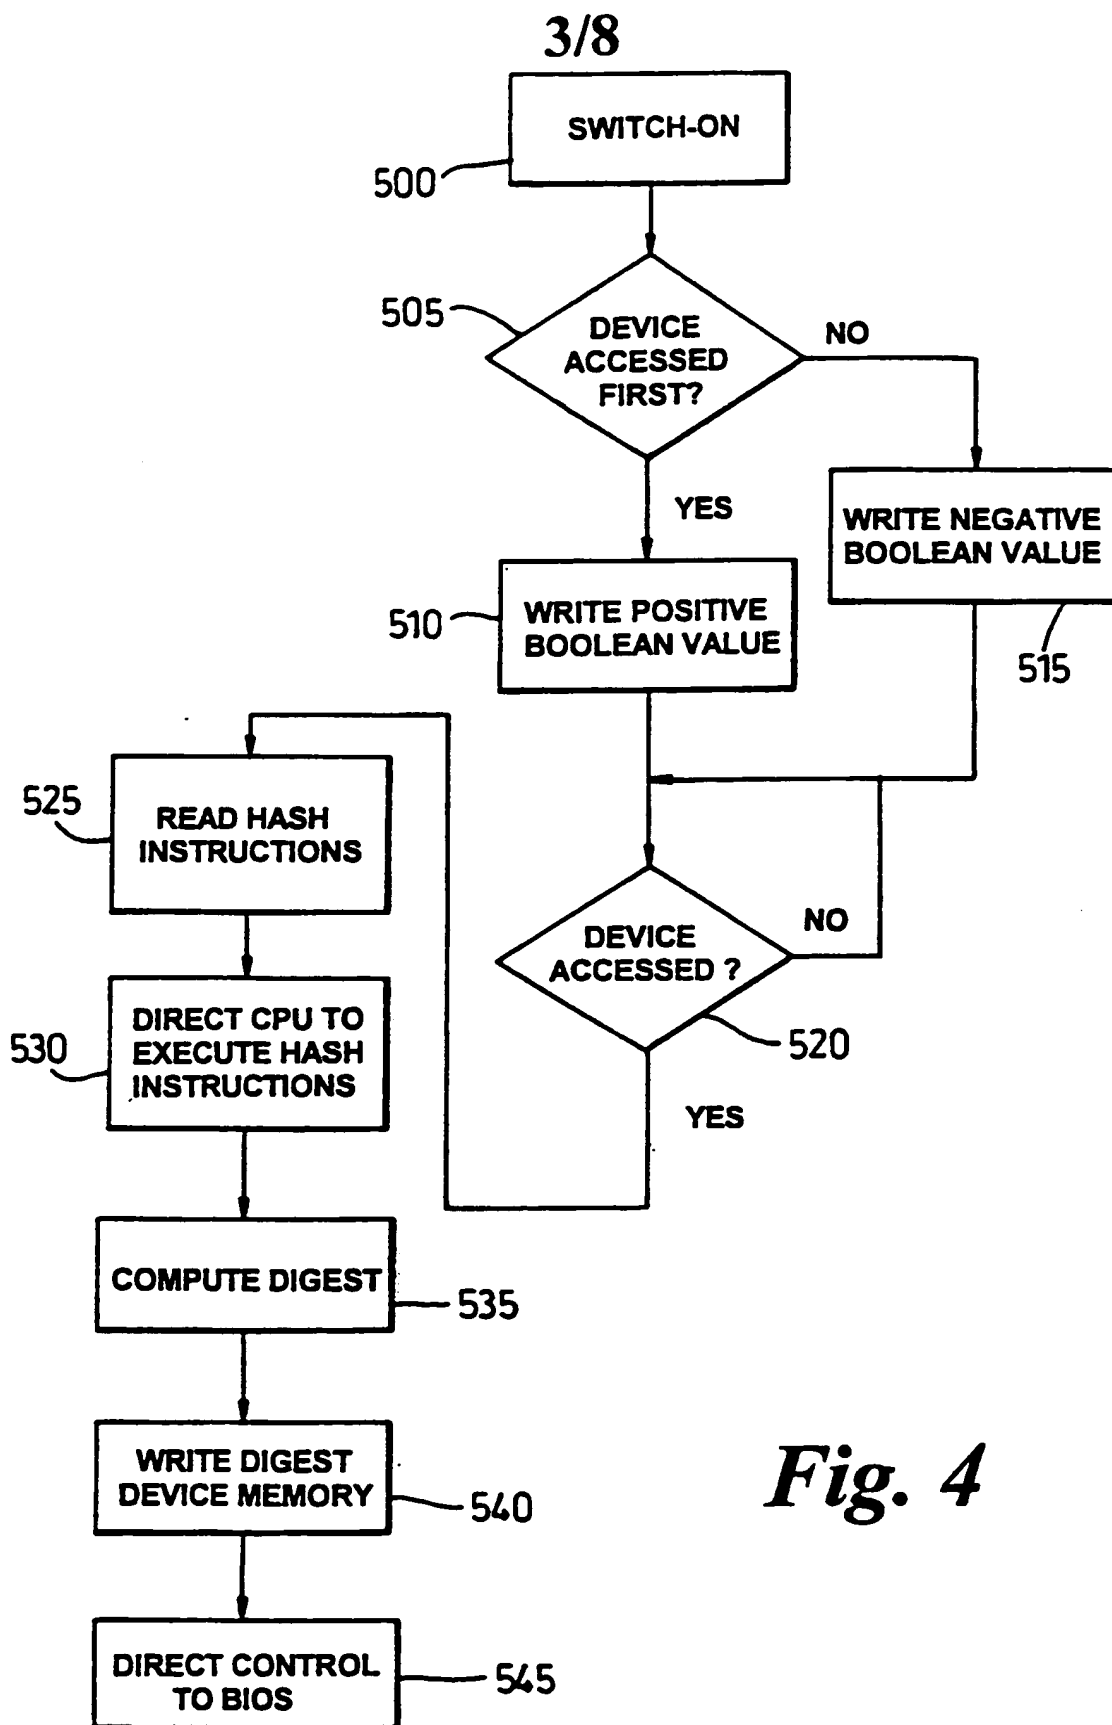 3/8
SWITCH-ON
500
505
DEVICE
ACCESSED
FIRST?
NO
YES
WRITE NEGATIVE
BOOLEAN VALUE
515
510
WRITE POSITIVE
BOOLEAN VALUE
525
READ HASH
INSTRUCTIONS
DEVICE
ACCESSED ?
NO
520
YES
530
DIRECT CPU TO
EXECUTE HASH
INSTRUCTIONS
COMPUTE DIGEST
535
WRITE DIGEST
DEVICE MEMORY
540
DIRECT CONTROL
TO BIOS
545
Fig. 4